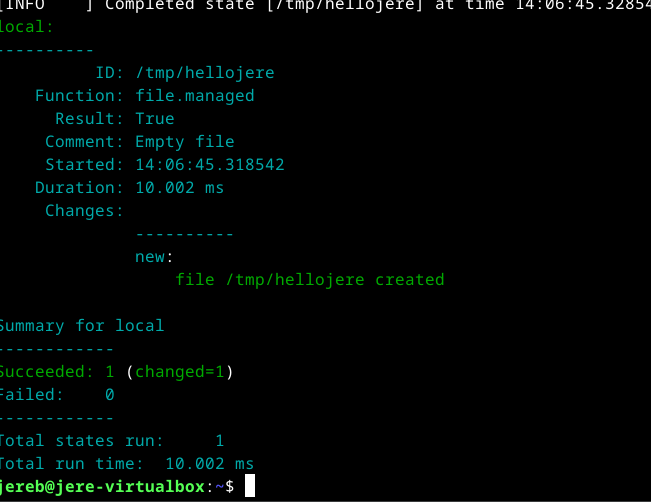 [INFO    ] Completed state [/tmp/hellojere] at time 14:06:45.32854
local:
----------
          ID: /tmp/hellojere
    Function: file.managed
      Result: True
     Comment: Empty file
     Started: 14:06:45.318542
    Duration: 10.002 ms
     Changes:
              ----------
              new:
                  file /tmp/hellojere created
Summary for local
------------
Succeeded: 1 (changed=1)
Failed:    0
------------
Total states run:     1
Total run time:  10.002 ms
jereb@jere-virtualbox:~$